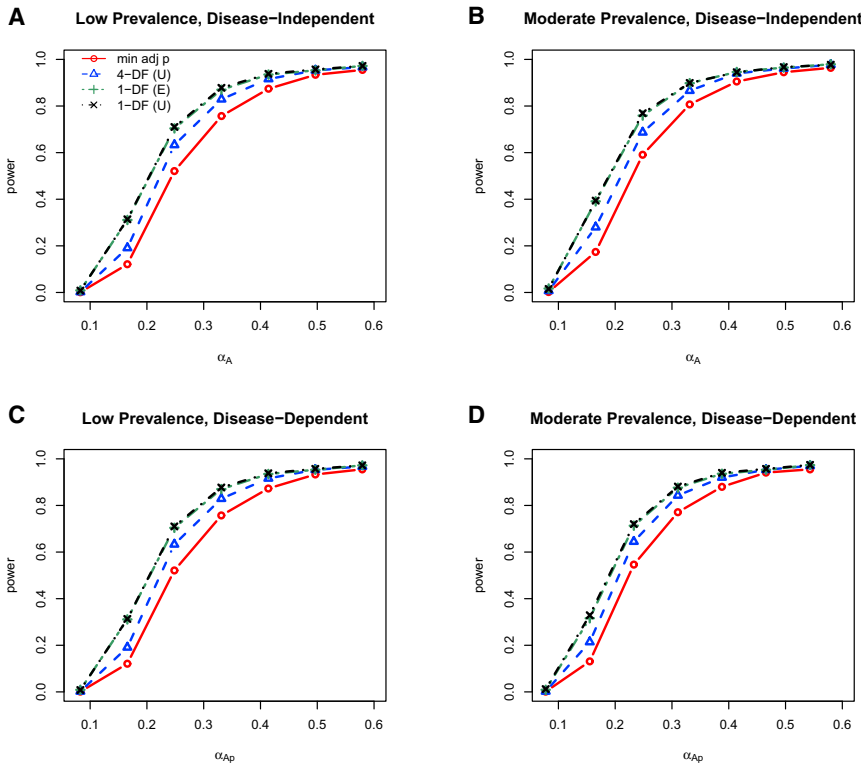 A
Low Prevalence, Disease−Independent
power
0.0 0.2 0.4 0.6 0.8 1.0
min adj p
4−DF (U)
1−DF (E)
1−DF (U)
0.1 0.2 0.3 0.4 0.5 0.6
αA
B
Moderate Prevalence, Disease−Independent
power
0.0 0.2 0.4 0.6 0.8 1.0
0.1 0.2 0.3 0.4 0.5 0.6
αA
C
Low Prevalence, Disease−Dependent
power
0.0 0.2 0.4 0.6 0.8 1.0
0.1 0.2 0.3 0.4 0.5 0.6
αAp
D
Moderate Prevalence, Disease−Dependent
power
0.0 0.2 0.4 0.6 0.8 1.0
0.1 0.2 0.3 0.4 0.5 0.6
αAp